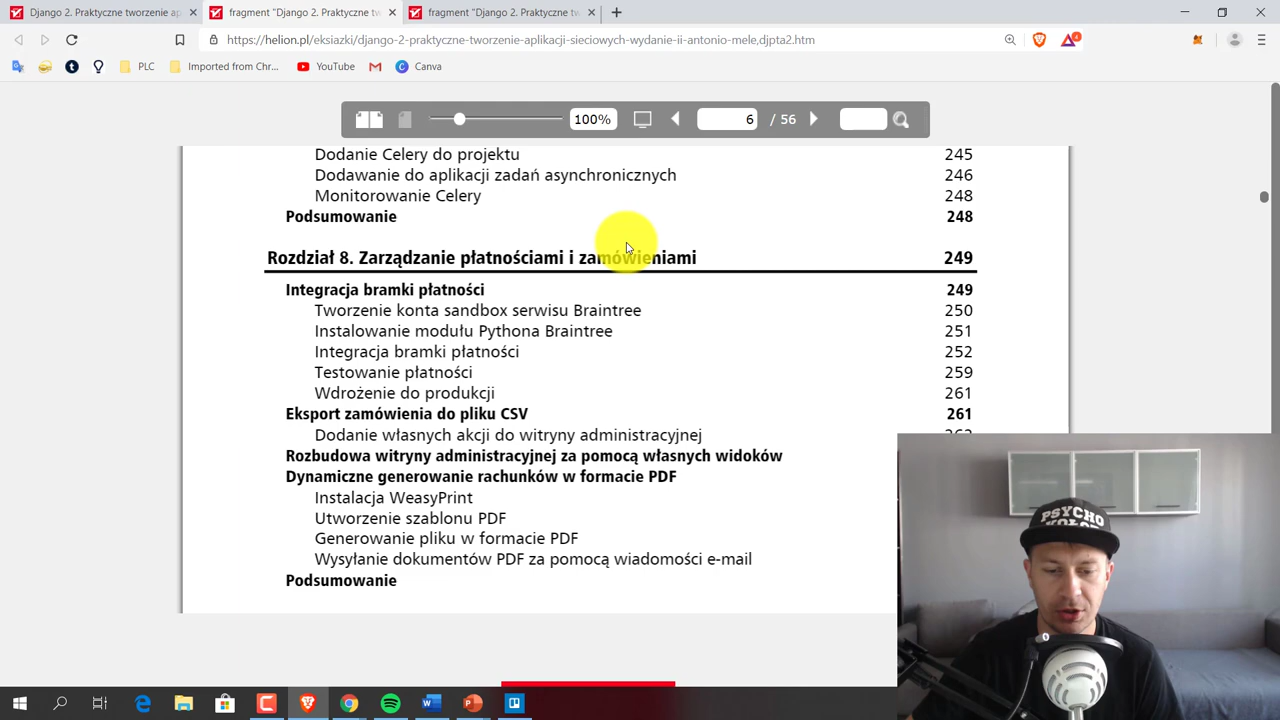 Django 2. Praktyczne tworzenie ap
fragment "Django 2. Praktyczne tw
fragment "Django 2. Praktyczne tw
https://helion.pl/eksiazki/django-2-praktyczne-tworzenie-aplikacji-sieciowych-wydanie-ii-antonio-mele,djpta2.htm
4
PLC
Imported from Chr...
YouTube
Canva
100%
6 / 56
Dodanie Celery do projektu 245
Dodawanie do aplikacji zadań asynchronicznych 246
Monitorowanie Celery 248
Podsumowanie 248
Rozdział 8. Zarządzanie płatnościami i zamówieniami 249
Integracja bramki płatności 249
Tworzenie konta sandbox serwisu Braintree 250
Instalowanie modułu Pythona Braintree 251
Integracja bramki płatności 252
Testowanie płatności 259
Wdrożenie do produkcji 261
Eksport zamówienia do pliku CSV 261
Dodanie własnych akcji do witryny administracyjnej
Rozbudowa witryny administracyjnej za pomocą własnych widoków
Dynamiczne generowanie rachunków w formacie PDF
Instalacja WeasyPrint
Utworzenie szablonu PDF
Generowanie pliku w formacie PDF
Wysyłanie dokumentów PDF za pomocą wiadomości e-mail
Podsumowanie
PSYCHO